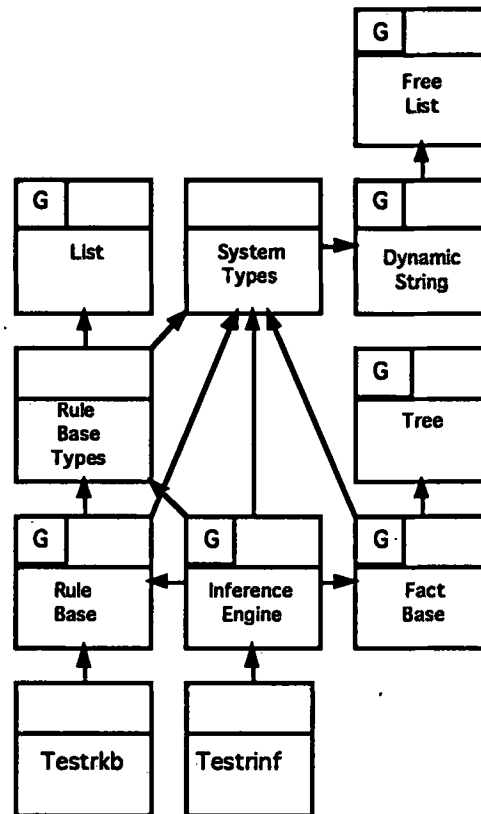 G
Free
List
G
List
System
Types
G
Dynamic
String
Rule
Base
Types
G
Tree
G
Rule
Base
G
Inference
Engine
G
Fact
Base
Testrkb
Testrinf